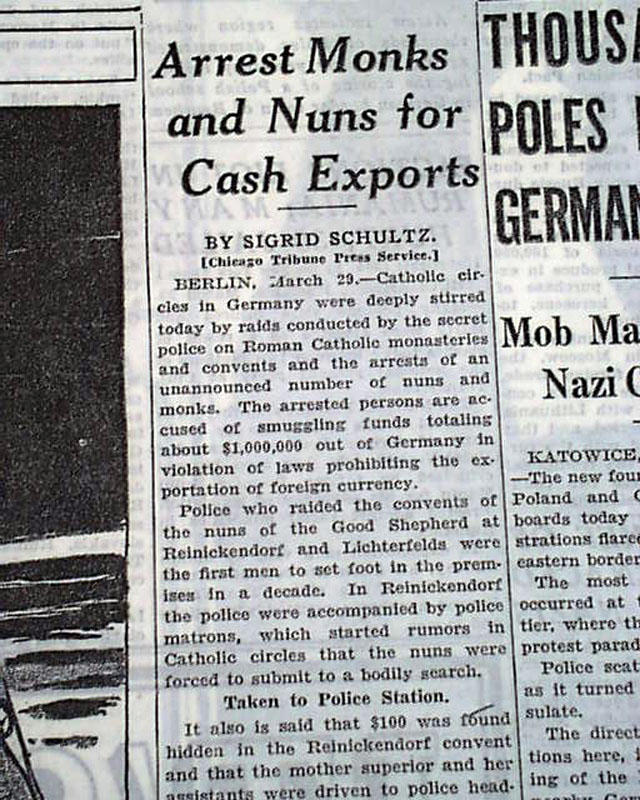 Arrest Monks
and Nuns for
Cash Exports
BY SIGRID SCHULTZ.
[Chicago Tribune Press Service.]
BERLIN, March 29.—Catholic cir-
cles in Germany were deeply stirred
today by raids conducted by the secret
police on Roman Catholic monasteries
and convents and the arrests of an
unannounced number of nuns and
monks. The arrested persons are ac-
cused of smuggling funds totaling
about $1,000,000 out of Germany in
violation of laws prohibiting the ex-
portation of foreign currency.
Police who raided the convents of
the nuns of the Good Shepherd at
Reinickendorf and Lichterfelds were
the first men to set foot in the prem-
ises in a decade. In Reinickendorf
the police were accompanied by police
matrons, which started rumors in
Catholic circles that the nuns were
forced to submit to a bodily search.
Taken to Police Station.
It also is said that $100 was found
hidden in the Reinickendorf convent
and that the mother superior and her
assistants were driven to police head-
THOUSA
POLES
GERMAN
Mob Ma
Nazi C
KATOWICE,
—The new four
Poland and G
boards today
strations flared
eastern border
The most
occurred at t
tier, where th
protest parad
Police scat
as it turned
sulate.
The direct
tions here,
ing of the